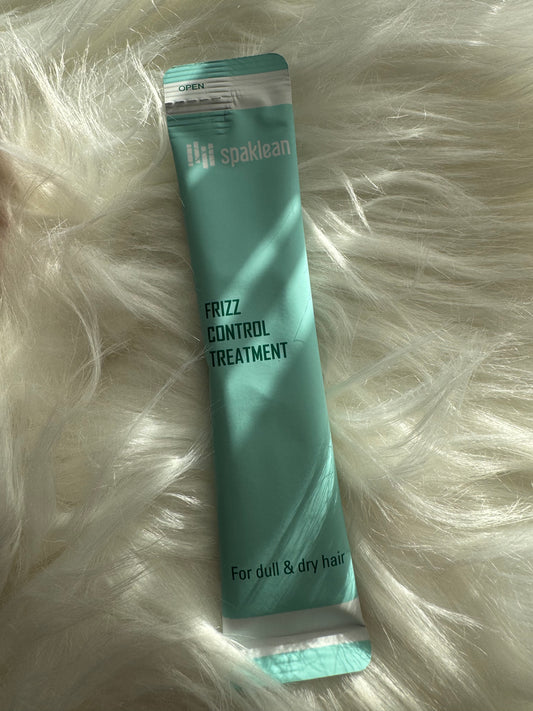 OPEN
spaklean
FRIZZ
CONTROL
TREATMENT
For dull & dry hair